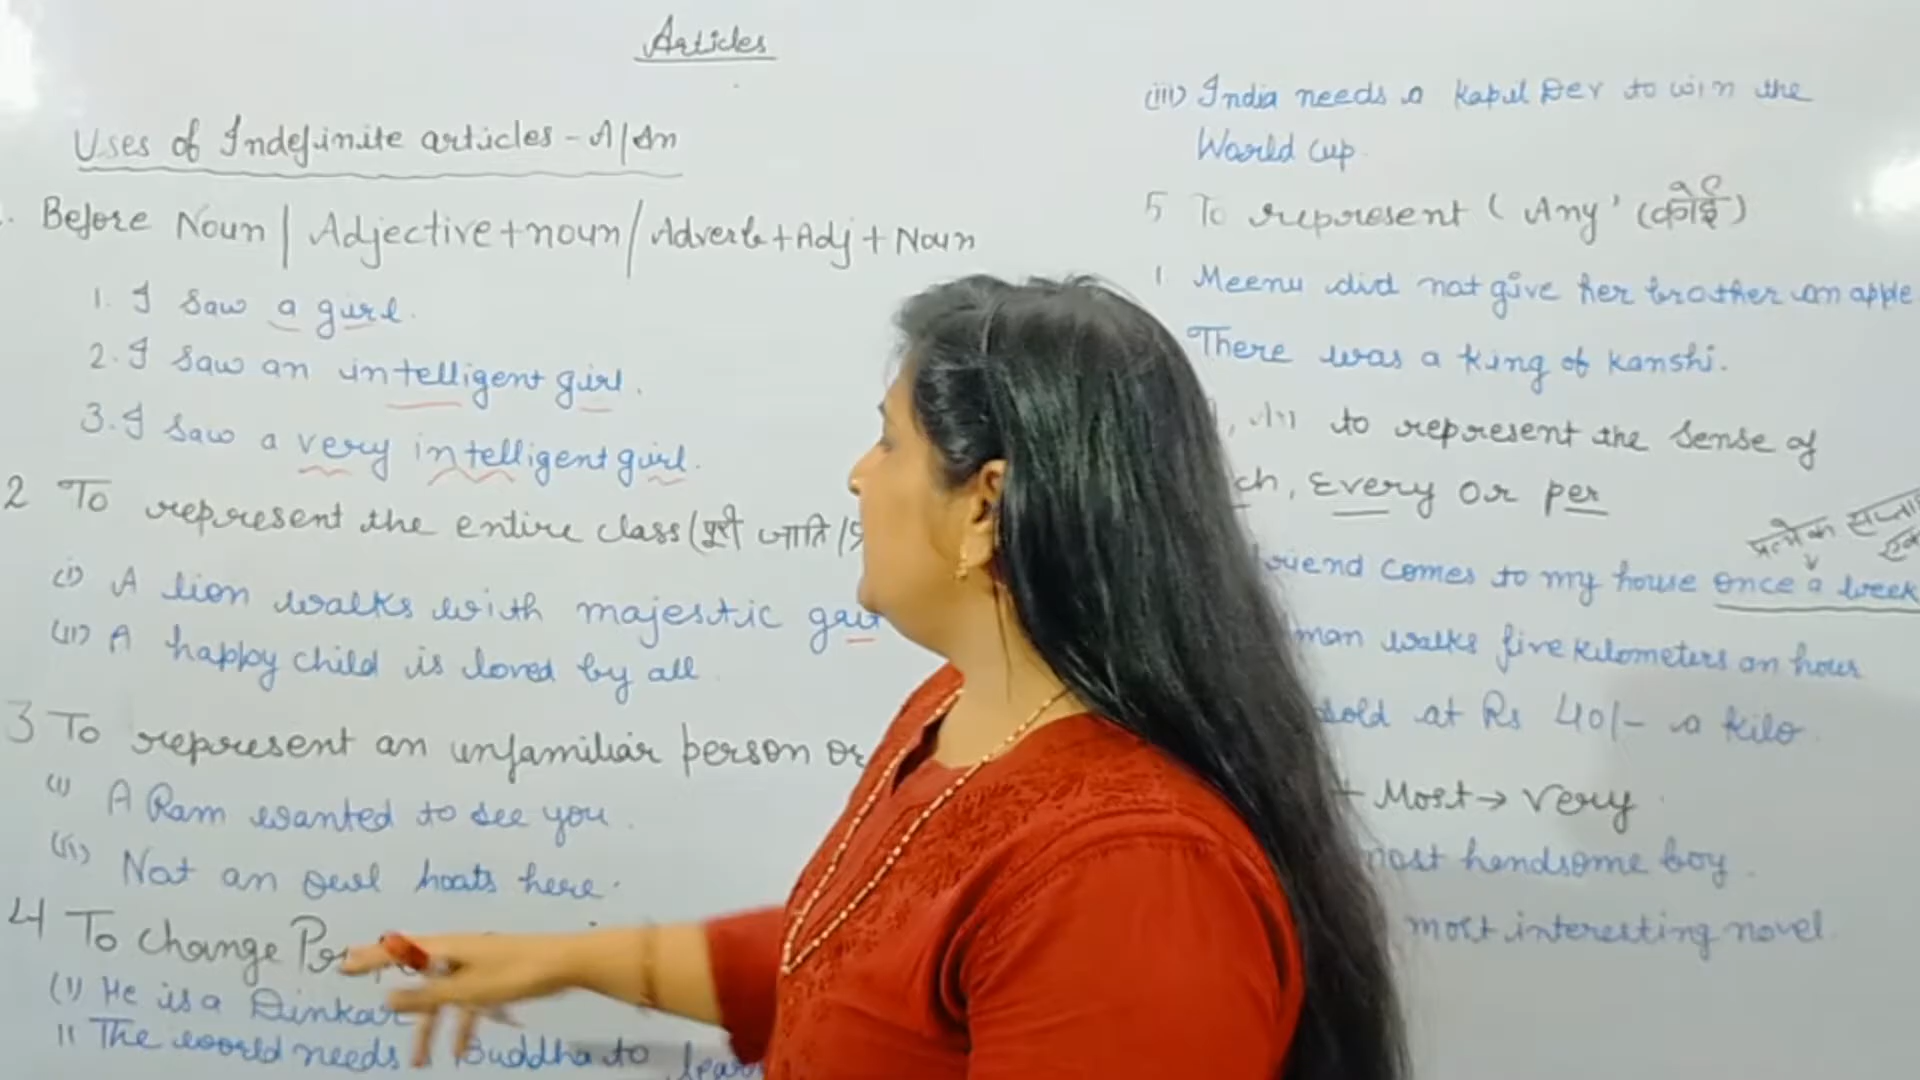 Articles
Uses of Indefinite articles - A/An
Before Noun | Adjective + noun / Adverb + Adj + Noun
1. I saw a girl.
2. I saw an intelligent girl.
3. I saw a very intelligent girl.
2 To represent the entire class (पूरी जाति /
(i) A lion walks with majestic gait
(ii) A happy child is loved by all
3 To represent an unfamiliar person or
(i) A Ram wanted to see you.
(ii) Not an owl hoots here.
4 To change
(i) He is a Dinkar
II The world needs Buddha to
(iii) India needs a Kapil Dev to win the
World Cup.
5 To represent 'Any' (कोई)
1 Meenu did not give her brother an apple
There was a king of Kanshi.
to represent the sense of
Every or per
प्रत्येक
comes to my house once a week
walks five kilometers an hour
sold at Rs 40/- a kilo
+ Most → Very
most handsome boy.
most interesting novel